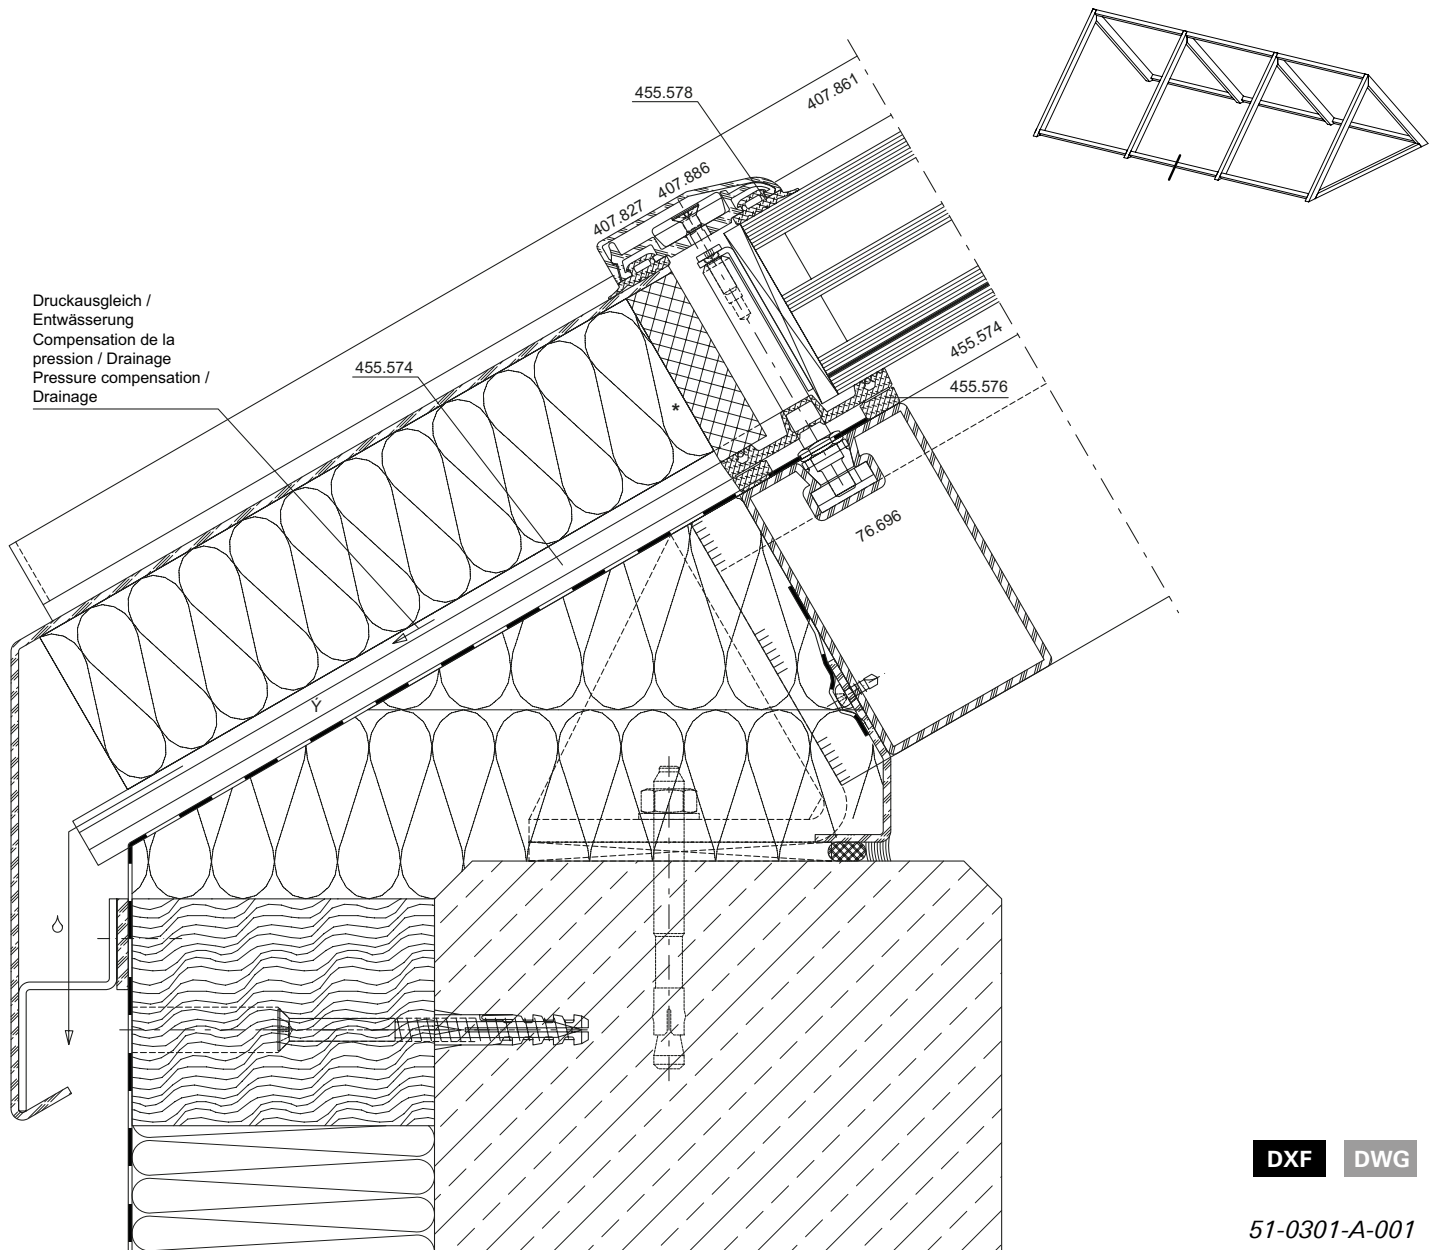 455.578
407.861
407.886
407.827
Druckausgleich /
Entwässerung
Compensation de la
pression / Drainage
Pressure compensation /
Drainage
455.574
455.574
455.576
*
76.696
Ÿ
DXF DWG
51-0301-A-001